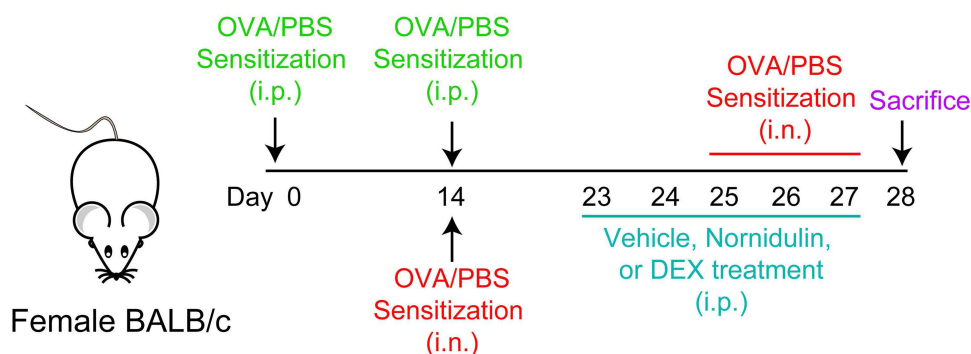 OVA/PBS
Sensitization
(i.p.)
OVA/PBS
Sensitization
(i.p.)
OVA/PBS
Sensitization
(i.n.)
Sacrifice
Day 0 14 23 24 25 26 27 28
OVA/PBS
Sensitization
(i.n.)
Vehicle, Nornidulin,
or DEX treatment
(i.p.)
Female BALB/c